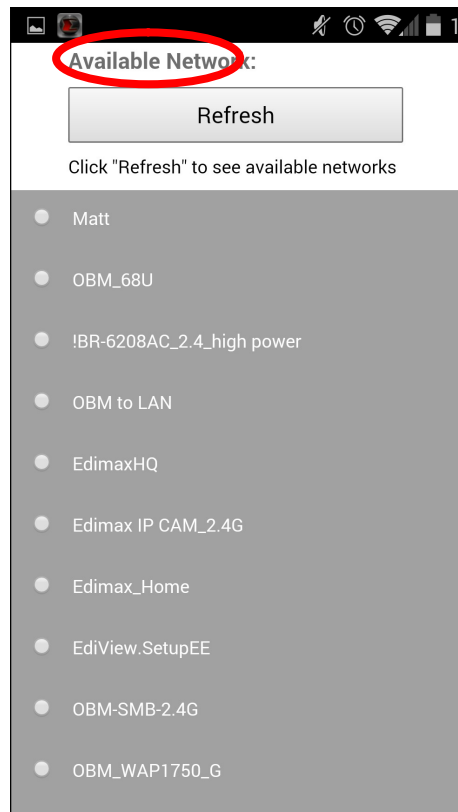 1
Available Network:
Refresh
Click "Refresh" to see available networks
Matt
OBM_68U
!BR-6208AC_2.4_high power
OBM to LAN
EdimaxHQ
Edimax IP CAM_2.4G
Edimax_Home
EdiView.SetupEE
OBM-SMB-2.4G
OBM_WAP1750_G